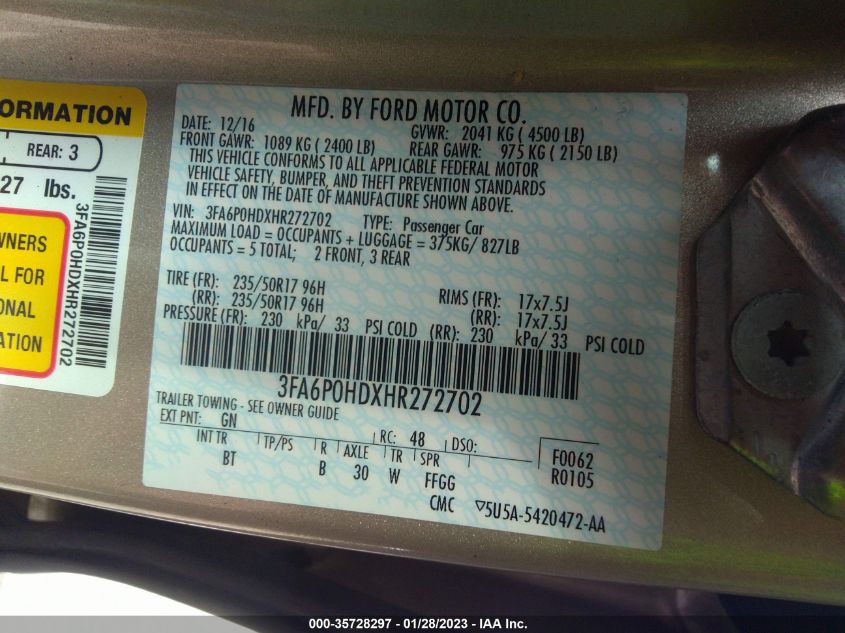 ORMATION
REAR: 3
27 lbs.
3FA6P0HDXHR272702
WNERS
L FOR
ONAL
ATION
MFD. BY FORD MOTOR CO.
DATE: 12/16 GVWR: 2041 KG ( 4500 LB)
FRONT GAWR: 1089 KG ( 2400 LB) REAR GAWR: 975 KG ( 2150 LB)
THIS VEHICLE CONFORMS TO ALL APPLICABLE FEDERAL MOTOR
VEHICLE SAFETY, BUMPER, AND THEFT PREVENTION STANDARDS
IN EFFECT ON THE DATE OF MANUFACTURE SHOWN ABOVE.
VIN: 3FA6P0HDXHR272702 TYPE: Passenger Car
MAXIMUM LOAD = OCCUPANTS + LUGGAGE = 375KG/ 827LB
OCCUPANTS = 5 TOTAL; 2 FRONT, 3 REAR
TIRE (FR): 235/50R17 96H RIMS (FR): 17x7.5J
(RR): 235/50R17 96H (RR): 17x7.5J
PRESSURE (FR): 230 kPa/ 33 PSI COLD (RR): 230 kPa/ 33 PSI COLD
3FA6P0HDXHR272702
TRAILER TOWING - SEE OWNER GUIDE
EXT PNT: GN RC: 48 DSO: F0062
INT TR TP/PS R AXLE TR SPR R0105
BT B 30 W FFGG
CMC ▽5U5A-5420472-AA
000-35728297 - 01/28/2023 - IAA Inc.